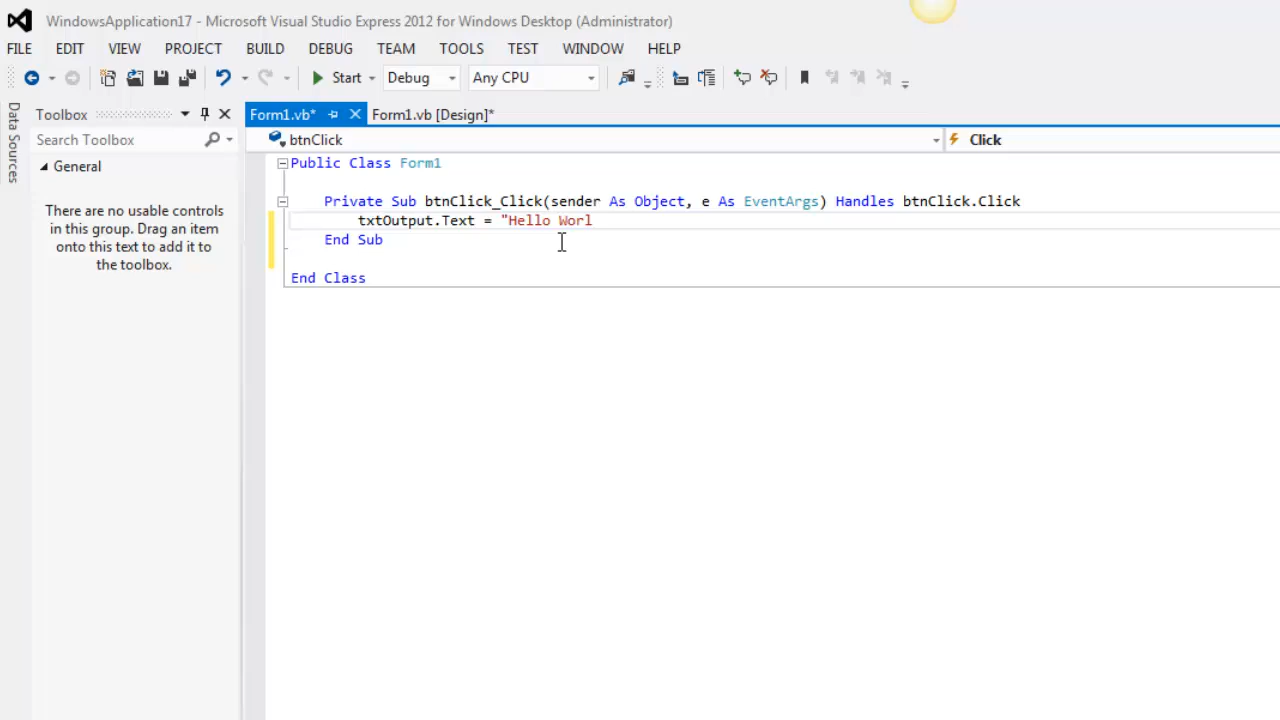 WindowsApplication17 - Microsoft Visual Studio Express 2012 for Windows Desktop (Administrator)
FILE EDIT VIEW PROJECT BUILD DEBUG TEAM TOOLS TEST WINDOW HELP
Start Debug Any CPU
Data Sources
Toolbox
Form1.vb* Form1.vb [Design]*
Search Toolbox
btnClick Click
General
There are no usable controls
in this group. Drag an item
onto this text to add it to
the toolbox.
Public Class Form1
Private Sub btnClick_Click(sender As Object, e As EventArgs) Handles btnClick.Click
txtOutput.Text = "Hello Worl
End Sub
End Class